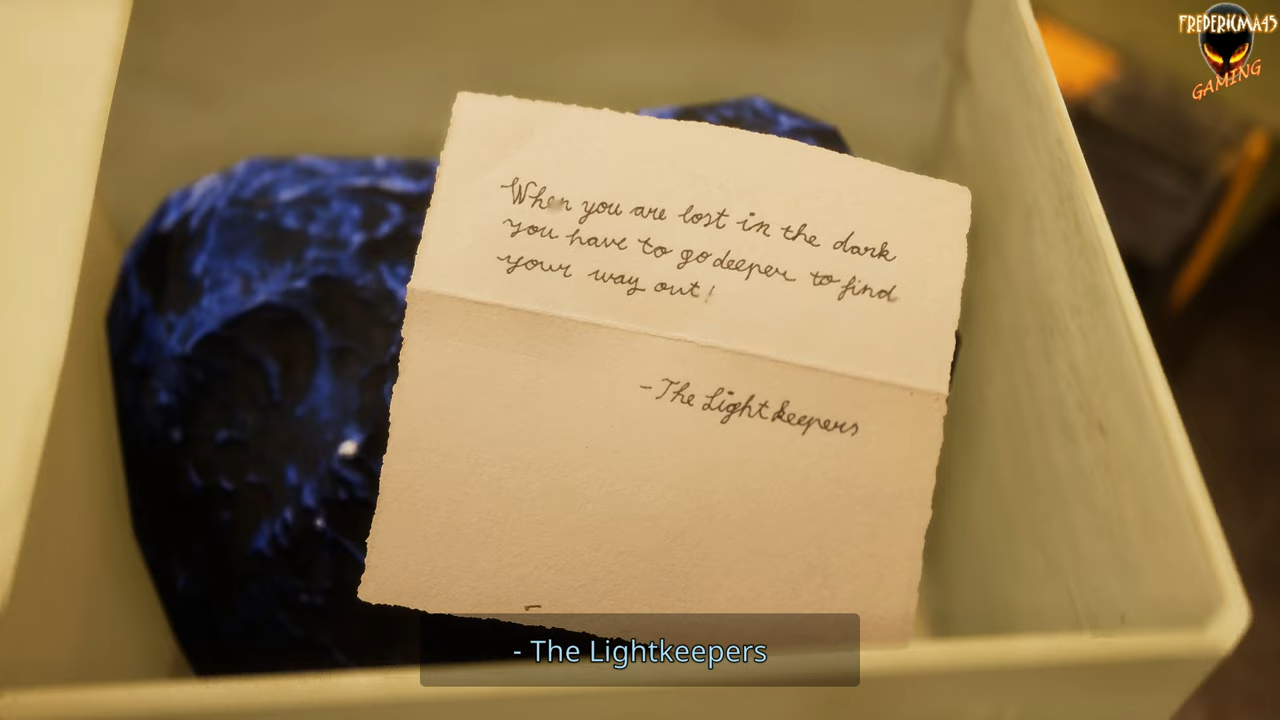 FREDERICMA45
GAMING
When you are lost in the dark
you have to go deeper to find
your way out!
-The Lightkeepers
- The Lightkeepers